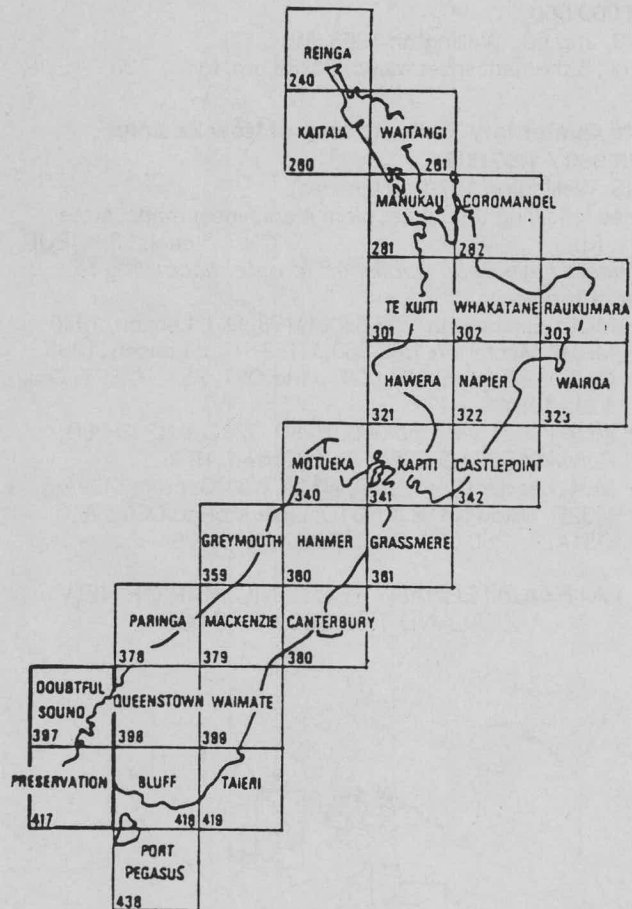 REINGA
240
KAITAIA WAITANGI
260 261
MANUKAU COROMANDEL
281 282
TE KUITI WHAKATANE RAUKUMARA
301 302 303
HAWERA NAPIER WAIROA
321 322 323
MOTUEKA KAPITI CASTLEPOINT
340 341 342
GREYMOUTH HANMER GRASSMERE
359 360 361
PARINGA MACKENZIE CANTERBURY
378 379 380
DOUBTFUL
SOUND QUEENSTOWN WAIMATE
397 398 399
PRESERVATION BLUFF TAIERI
417 418 419
PORT
PEGASUS
438